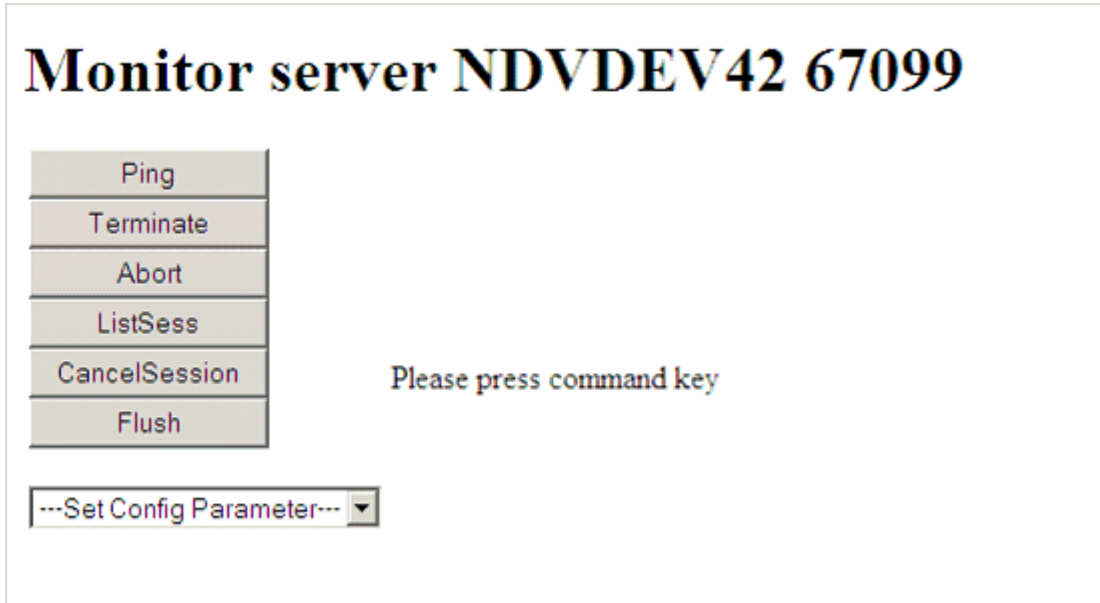 Monitor server NDVDEV42 67099
Ping
Terminate
Abort
ListSess
CancelSession
Please press command key
Flush
---Set Config Parameter---